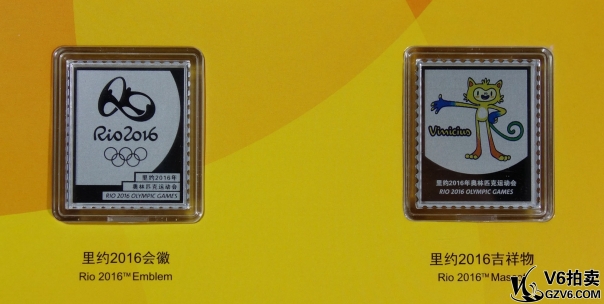 Rio2016
里约2016年
奥林匹克运动会
RIO 2016 OLYMPIC GAMES
里约2016会徽
Rio 2016™Emblem
Vinicius
里约2016年奥林匹克运动会
RIO 2016 OLYMPIC GAMES
里约2016吉祥物
Rio 2016™
V6拍卖
GZV6.COM